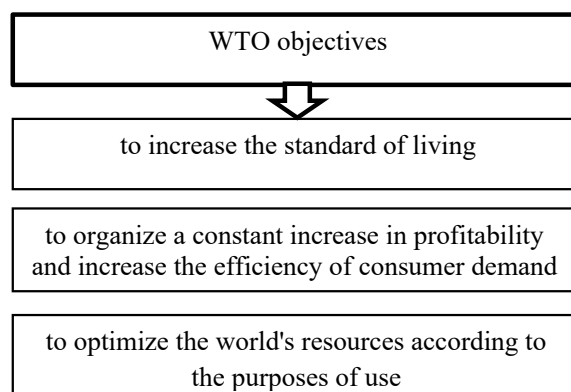 WTO objectives
to increase the standard of living
to organize a constant increase in profitability
and increase the efficiency of consumer demand
to optimize the world's resources according to
the purposes of use